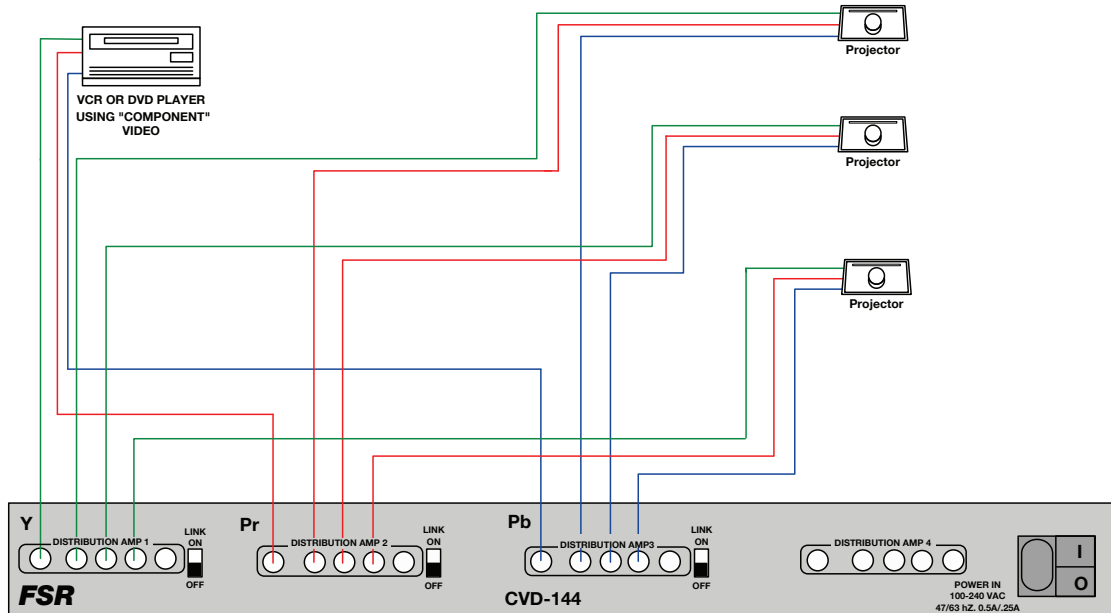 VCR OR DVD PLAYER
USING "COMPONENT"
VIDEO
Projector
Projector
Projector
Y
DISTRIBUTION AMP 1
LINK
ON
OFF
Pr
DISTRIBUTION AMP 2
LINK
ON
OFF
Pb
DISTRIBUTION AMP3
LINK
ON
OFF
DISTRIBUTION AMP 4
POWER IN
100-240 VAC
47/63 hZ. 0.5A/.25A
I
O
FSR
CVD-144